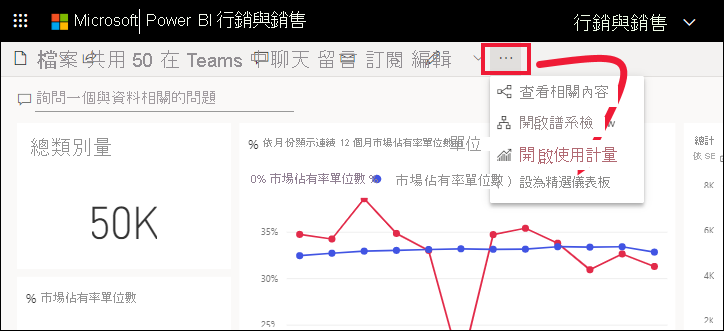 Microsoft Power BI 行銷與銷售
行銷與銷售
檔案 共用 50 在 Teams 中聊天 留言 訂閱 編輯
詢問一個與資料相關的問題
查看相關內容
開啟譜系檢 w
開啟使用計量
設為精選儀表板
總類別量
50K
% 市場佔有率單位數
% 依月份顯示連續 12 個月市場佔有率單位數
單位
0% 市場佔有率單位數 %
市場佔有率單位數
)
35%
30%
25%
總計
依 SE
8K
6K
4K
2K